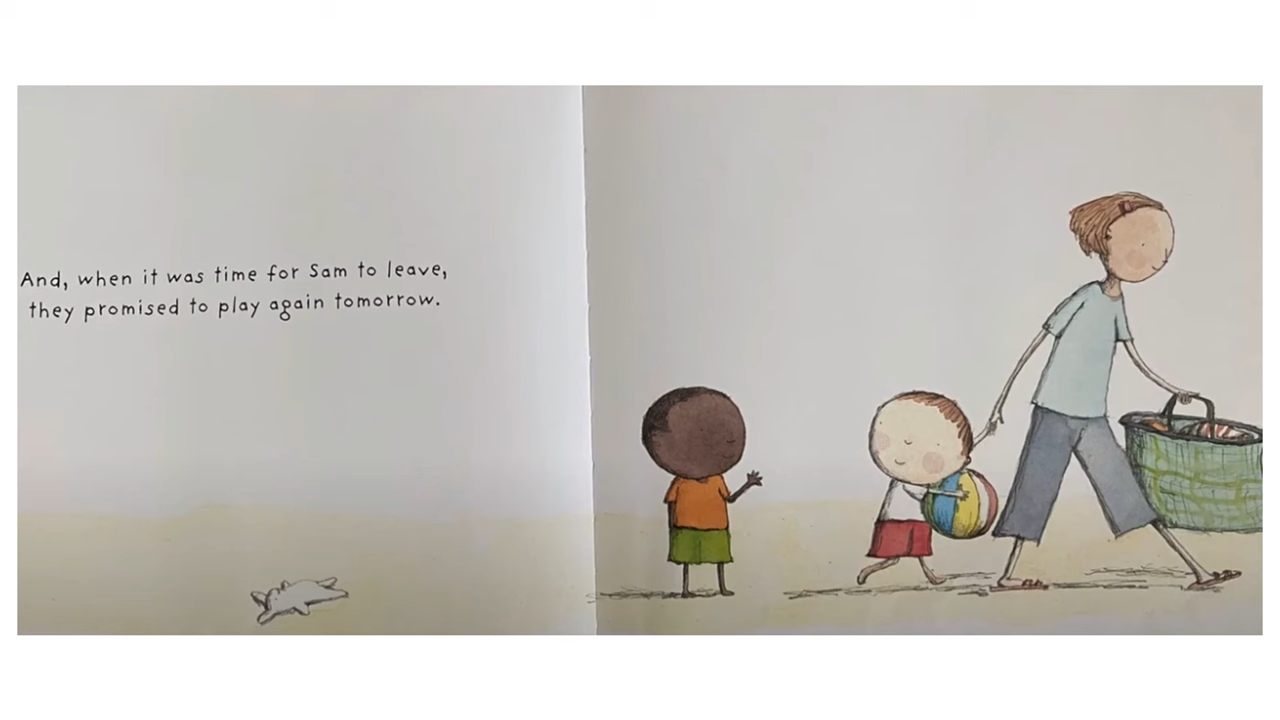 And, when it was time for Sam to leave,
they promised to play again tomorrow.